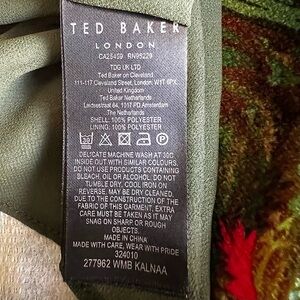 TED BAKER
LONDON
CA25459 RN95229
TDG UK LTD
Ted Baker on Cleveland
111-117 Cleveland Street, London, W1T 6PX,
United Kingdom
Ted Baker Netherlands
Leidsestraat 64, 1017 PD Amsterdam
The Netherlands
SHELL: 100% POLYESTER
LINING: 100% POLYESTER
DELICATE MACHINE WASH AT 30C
INSIDE OUT WITH SIMILAR COLOURS.
DO NOT USE PRODUCTS CONTAINING
BLEACH, OIL OR ALCOHOL. DO NOT
TUMBLE DRY. COOL IRON ON
REVERSE. MAY BE DRY CLEANED.
DUE TO THE CONSTRUCTION OF THE
FABRIC OF THIS GARMENT, EXTRA
CARE MUST BE TAKEN AS IT MAY
SNAG ON SHARP OR ROUGH
OBJECTS.
MADE IN CHINA
MADE WITH CARE, WEAR WITH PRIDE
324010
277962 WMB KALNAA